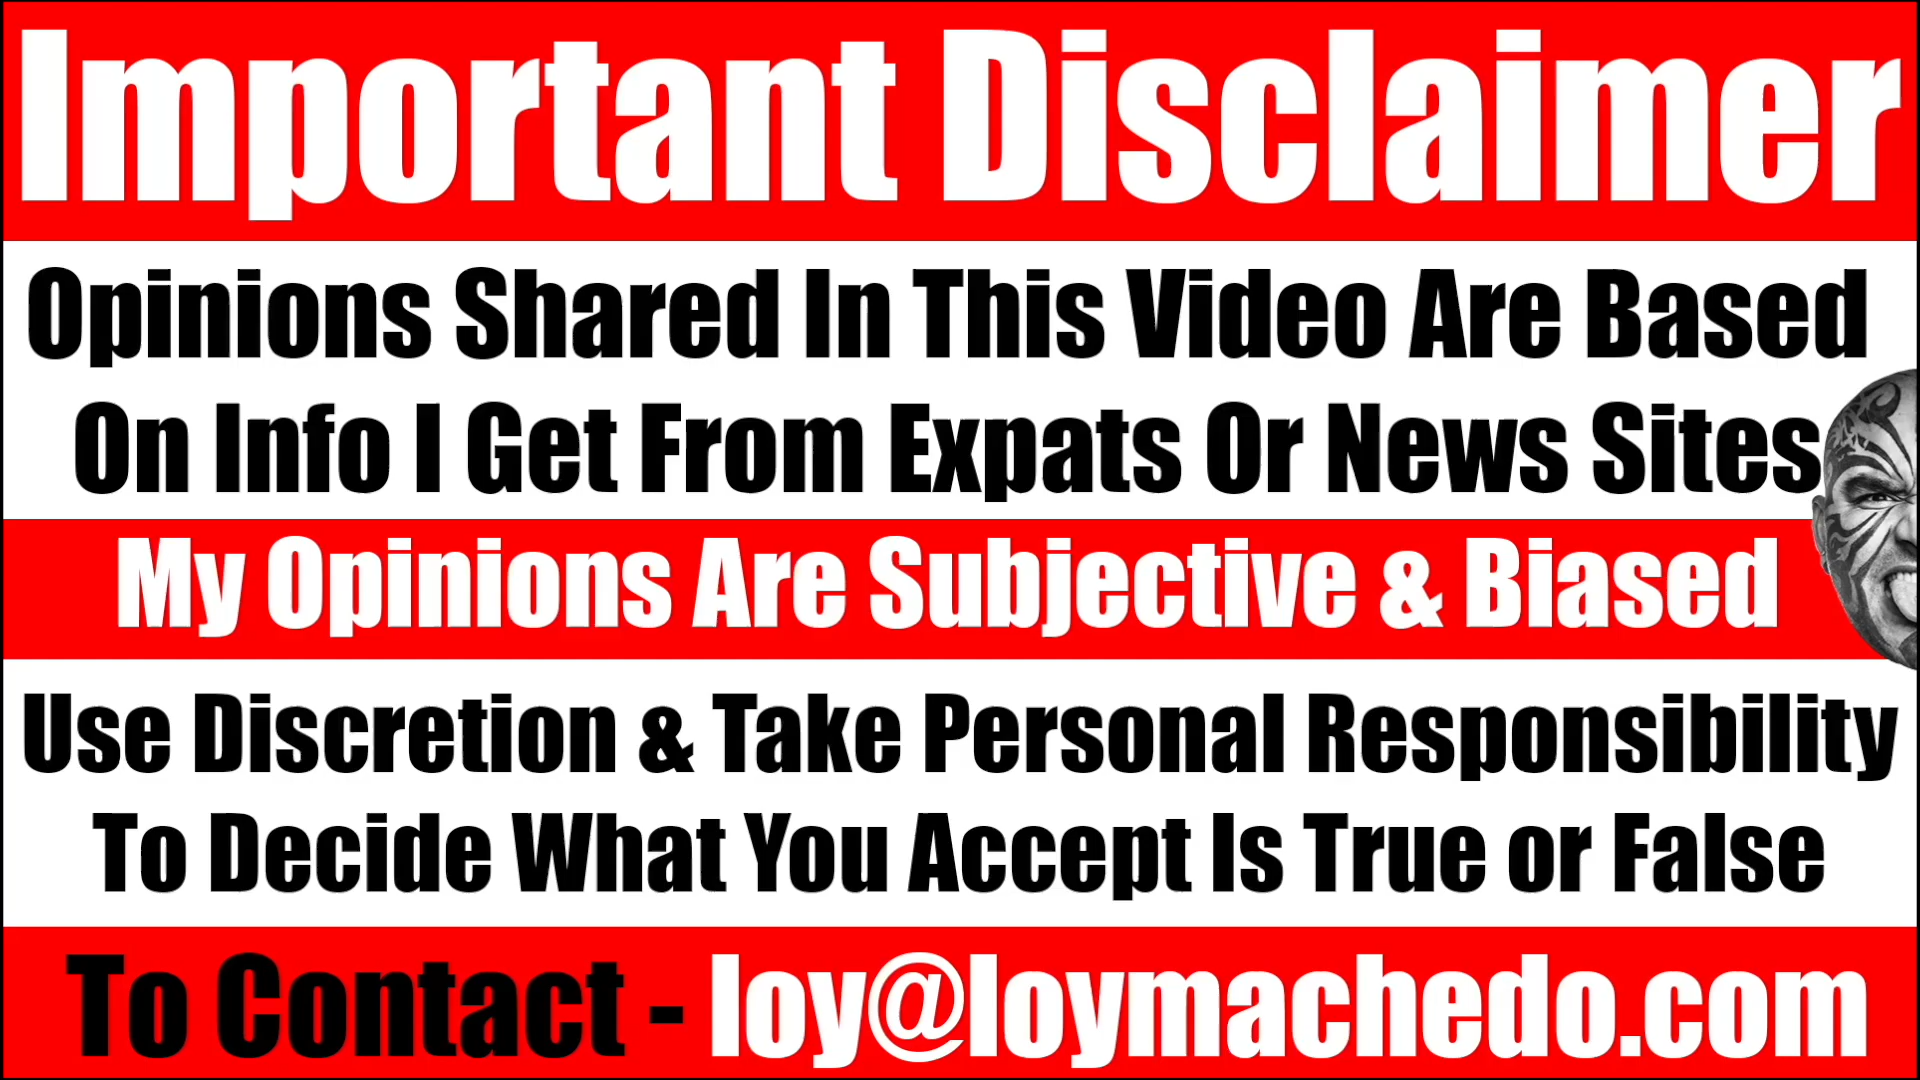 Important Disclaimer
Opinions Shared In This Video Are Based
On Info I Get From Expats Or News Sites
My Opinions Are Subjective & Biased
Use Discretion & Take Personal Responsibility
To Decide What You Accept Is True or False
To Contact - loy@loymachedo.com